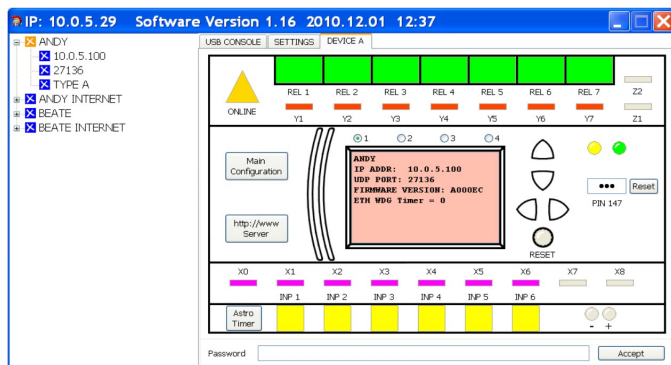 IP: 10.0.5.29 Software Version 1.16 2010.12.01 12:37
ANDY
10.0.5.100
27136
TYPE A
ANDY INTERNET
BEATE
BEATE INTERNET
USB CONSOLE SETTINGS DEVICE A
REL 1 REL 2 REL 3 REL 4 REL 5 REL 6 REL 7 Z2
ONLINE
Y1 Y2 Y3 Y4 Y5 Y6 Y7 Z1
1 2 3 4
Main
Configuration
http://www
Server
ANDY
IP ADDR: 10.0.5.100
UDP PORT: 27136
FIRMWARE VERSION: A000EC
ETH WDG Timer = 0
RESET
Reset
PIN 147
X0 X1 X2 X3 X4 X5 X6 X7 X8
INP 1 INP 2 INP 3 INP 4 INP 5 INP 6
Astro
Timer
- +
Password Accept